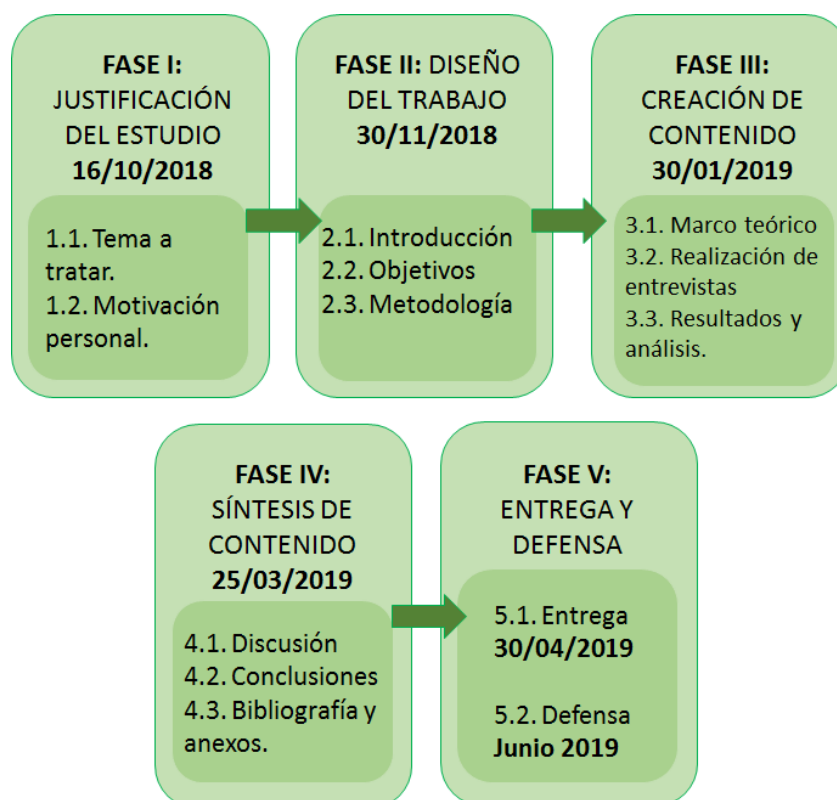 FASE I:
JUSTIFICACIÓN
DEL ESTUDIO
16/10/2018
1.1. Tema a
tratar.
1.2. Motivación
personal.
FASE II: DISEÑO
DEL TRABAJO
30/11/2018
2.1. Introducción
2.2. Objetivos
2.3. Metodología
FASE III:
CREACIÓN DE
CONTENIDO
30/01/2019
3.1. Marco teórico
3.2. Realización de
entrevistas
3.3. Resultados y
análisis.
FASE IV:
SÍNTESIS DE
CONTENIDO
25/03/2019
4.1. Discusión
4.2. Conclusiones
4.3. Bibliografía y
anexos.
FASE V:
ENTREGA Y
DEFENSA
5.1. Entrega
30/04/2019
5.2. Defensa
Junio 2019